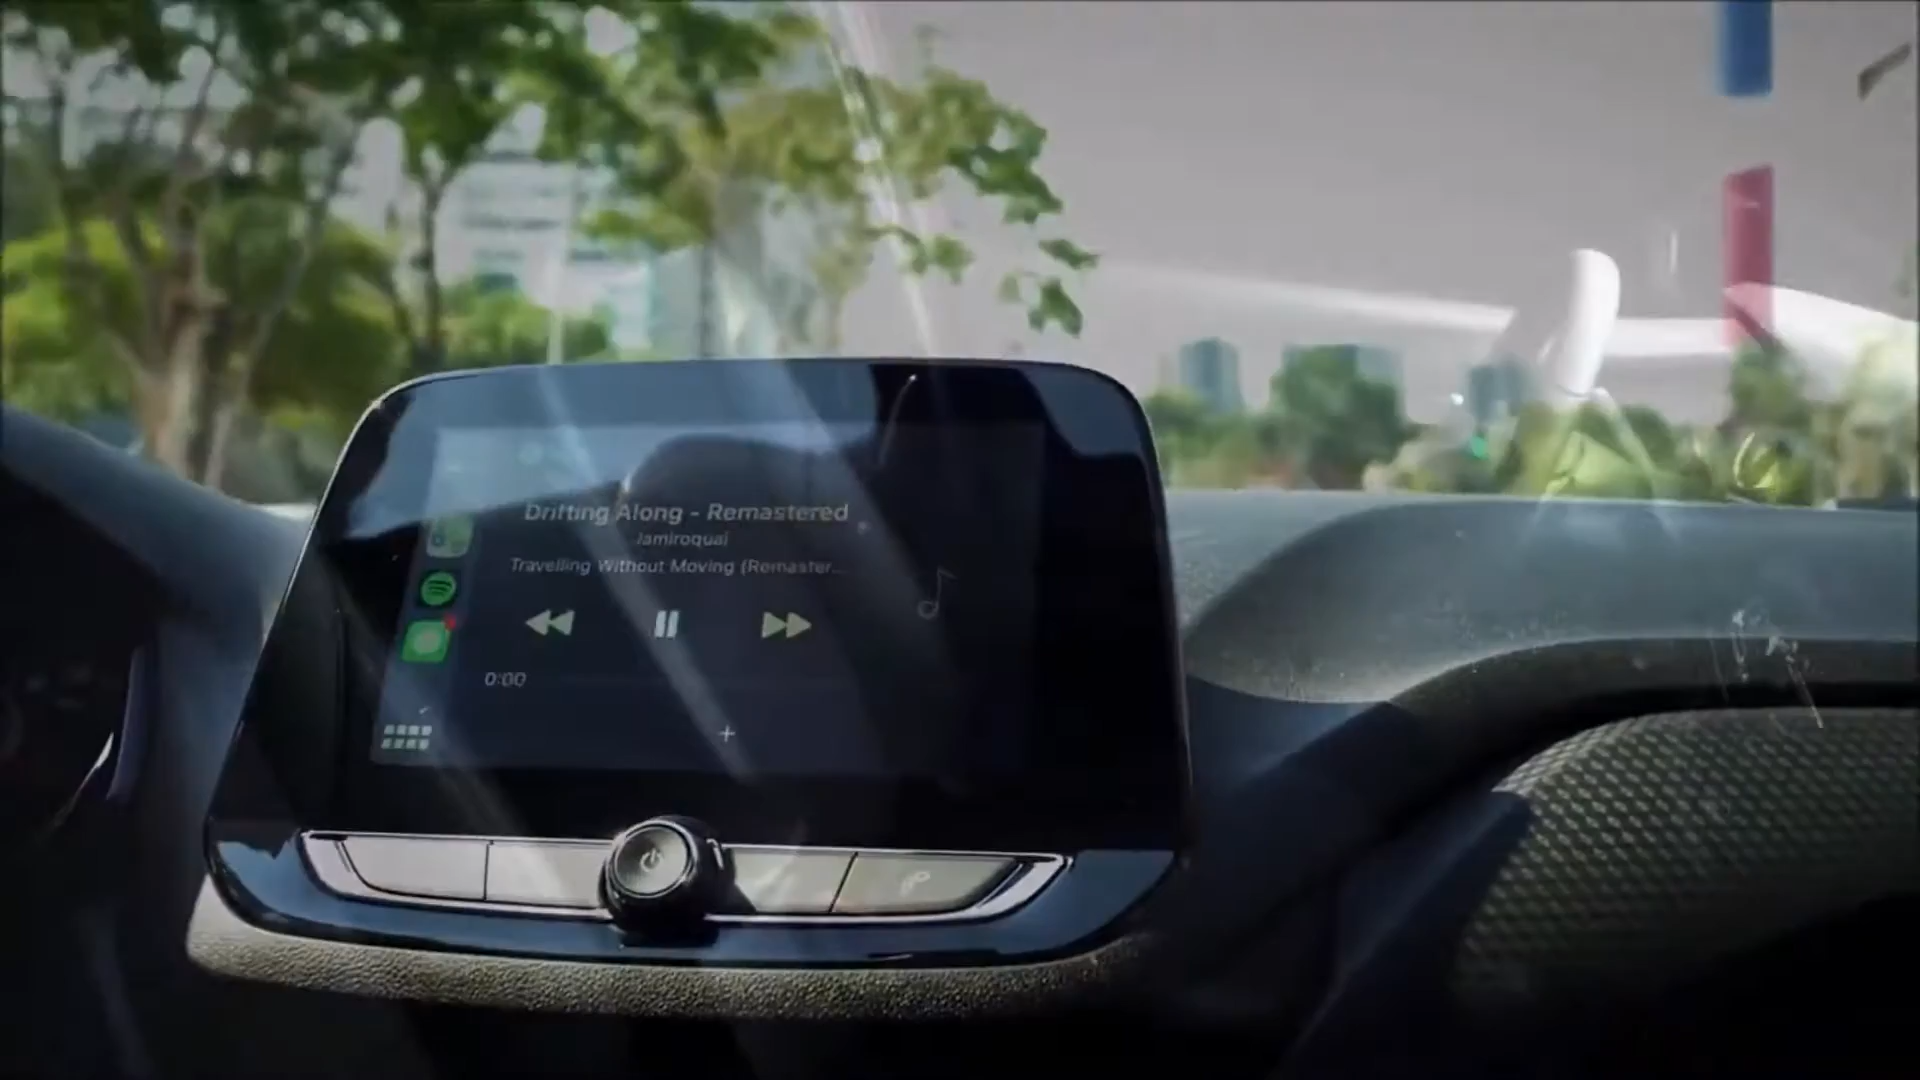 Drifting Along - Remastered
Jamiroquai
Travelling Without Moving (Remaster...
0:00